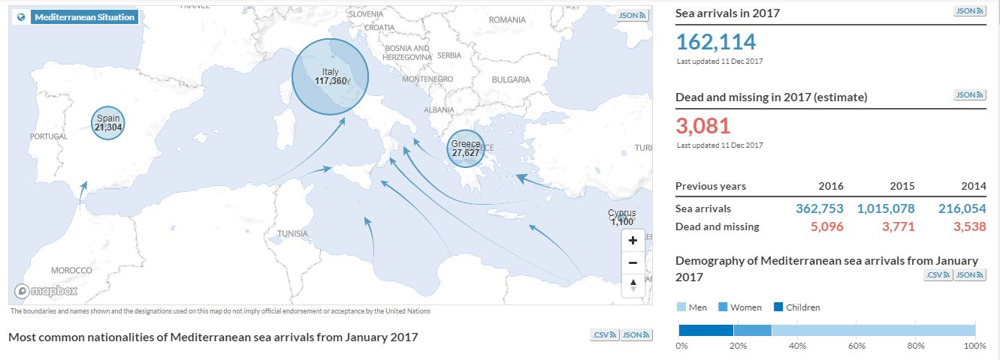 Mediterranean Situation
JSON
FRANCE
SLOVENIA
CROATIA
ROMANIA
BOSNIA AND
HERZEGOVINA
SERBIA
MONTENEGRO
BULGARIA
ALBANIA
Italy
117,360
Spain
21,304
PORTUGAL
Greece
27,627
GREECE
TUR
Cyprus
1,100
TUNISIA
MOROCCO
mapbox
The boundaries and names shown and the designations used on this map do not imply official endorsement or acceptance by the United Nations
Most common nationalities of Mediterranean sea arrivals from January 2017
.CSV JSON
Sea arrivals in 2017
JSON
162,114
Last updated 11 Dec 2017
Dead and missing in 2017 (estimate)
JSON
3,081
Last updated 11 Dec 2017
Previous years 2016 2015 2014
Sea arrivals 362,753 1,015,078 216,054
Dead and missing 5,096 3,771 3,538
Demography of Mediterranean sea arrivals from January
2017
.CSV JSON
Men Women Children
0% 20% 40% 60% 80% 100%